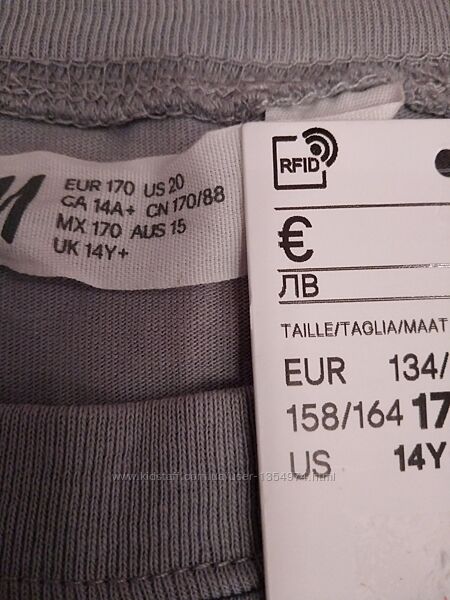 EUR 170 US 20
CA 14A+ CN 170/88
MX 170 AUS 15
UK 14Y+
RFID
€
ЛВ
TAILLE/TAGLIA/MAAT
EUR 134/
158/164 17
US 14Y